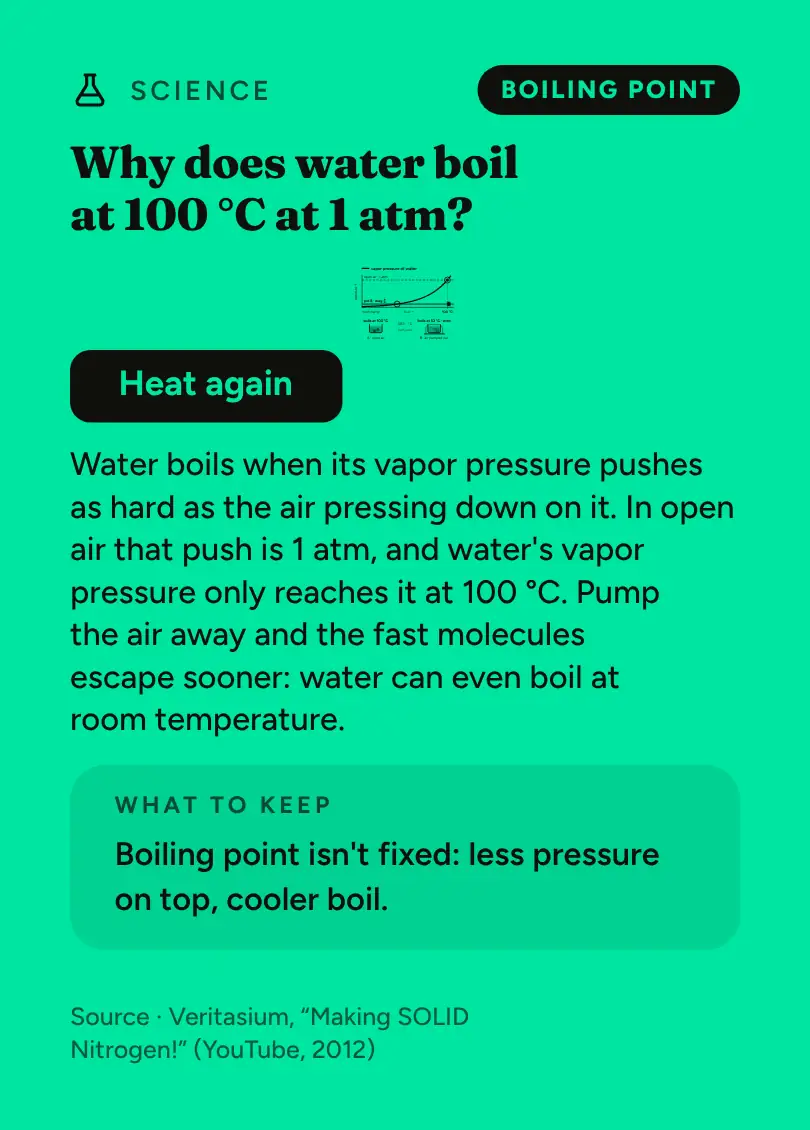 SCIENCE
BOILING POINT
Why does water boil
at 100 °C at 1 atm?
vapor pressure of water
Heat again
Water boils when its vapor pressure pushes
as hard as the air pressing down on it. In open
air that push is 1 atm, and water's vapor
pressure only reaches it at 100 °C. Pump
the air away and the fast molecules
escape sooner: water can even boil at
room temperature.
WHAT TO KEEP
Boiling point isn't fixed: less pressure
on top, cooler boil.
Source · Veritasium, “Making SOLID
Nitrogen!” (YouTube, 2012)